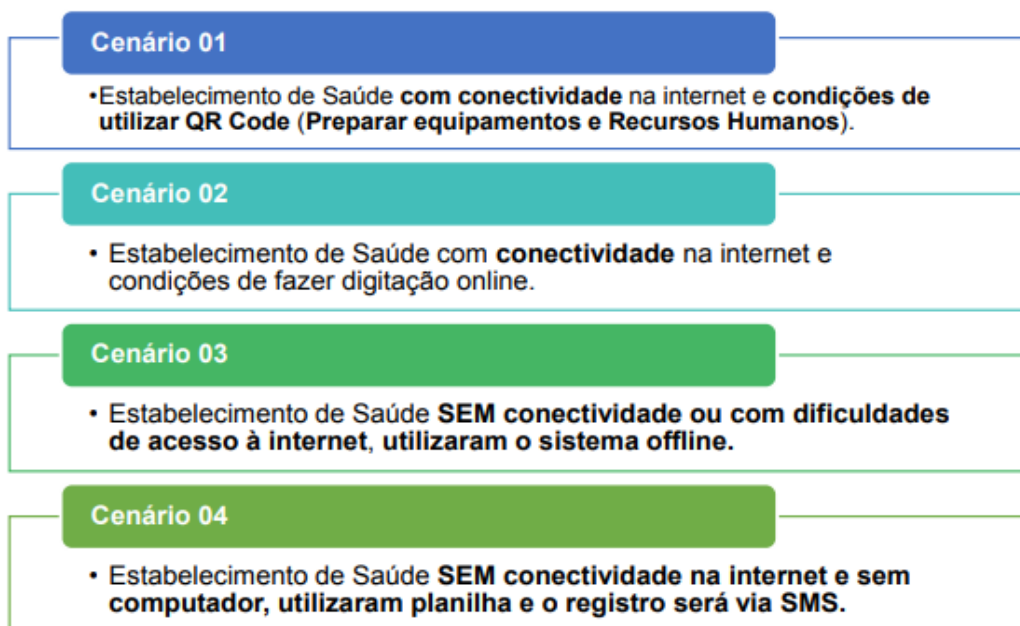 Cenário 01
•Estabelecimento de Saúde com conectividade na internet e condições de
utilizar QR Code (Preparar equipamentos e Recursos Humanos).
Cenário 02
• Estabelecimento de Saúde com conectividade na internet e
condições de fazer digitação online.
Cenário 03
• Estabelecimento de Saúde SEM conectividade ou com dificuldades
de acesso à internet, utilizaram o sistema offline.
Cenário 04
• Estabelecimento de Saúde SEM conectividade na internet e sem
computador, utilizaram planilha e o registro será via SMS.